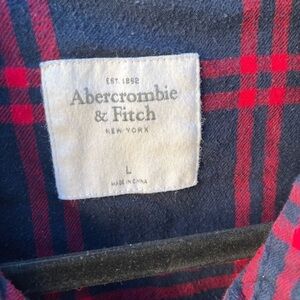 EST. 1892
Abercrombie
& Fitch
NEW YORK
L
MADE IN CHINA